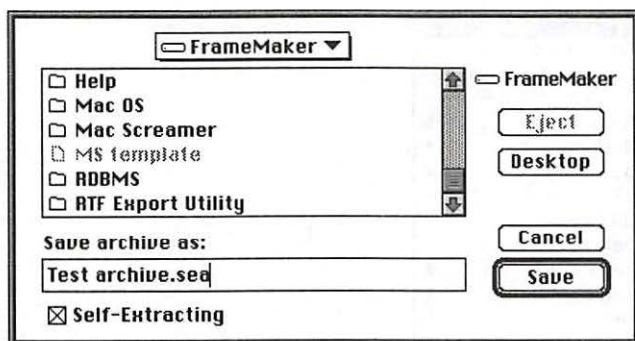 FrameMaker
Help
Mac OS
Mac Screamer
MS template
RDBMS
RTF Export Utility
FrameMaker
Eject
Desktop
Save archive as:
Test archive.sea
Cancel
Save
Self-Extracting